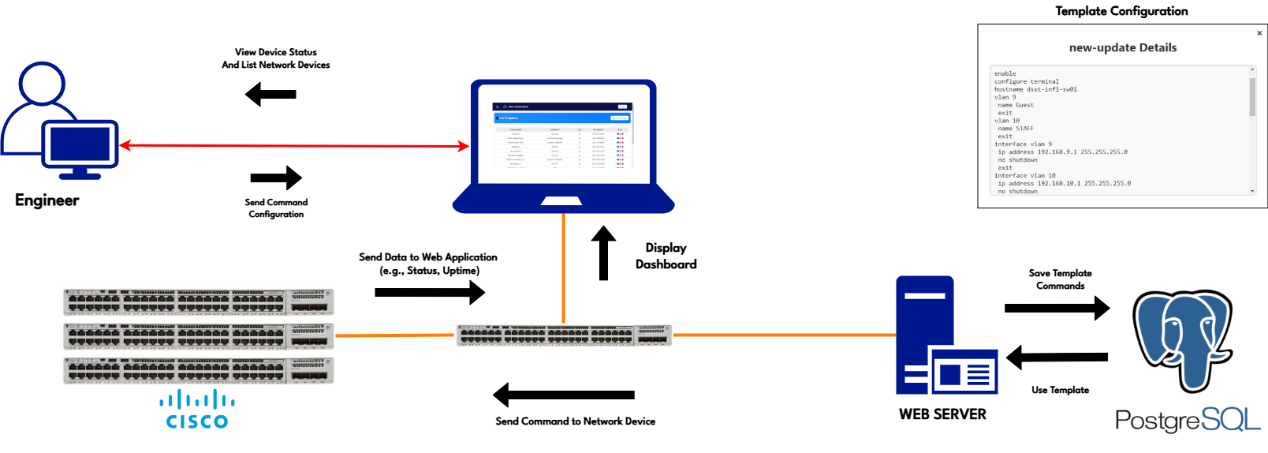 Template Configuration
×
new-update Details
enable
configure terminal
hostname dsst-inf1-sw01
vlan 9
name Guest
exit
vlan 10
name STAFF
exit
interface vlan 9
ip address 192.168.9.1 255.255.255.0
no shutdown
exit
interface vlan 10
ip address 192.168.10.1 255.255.255.0
no shutdown
View Device Status
And List Network Devices
Engineer
Send Command
Configuration
Send Data to Web Application
(e.g., Status, Uptime)
Display
Dashboard
Save Template
Commands
Use Template
CISCO
Send Command to Network Device
WEB SERVER
PostgreSQL